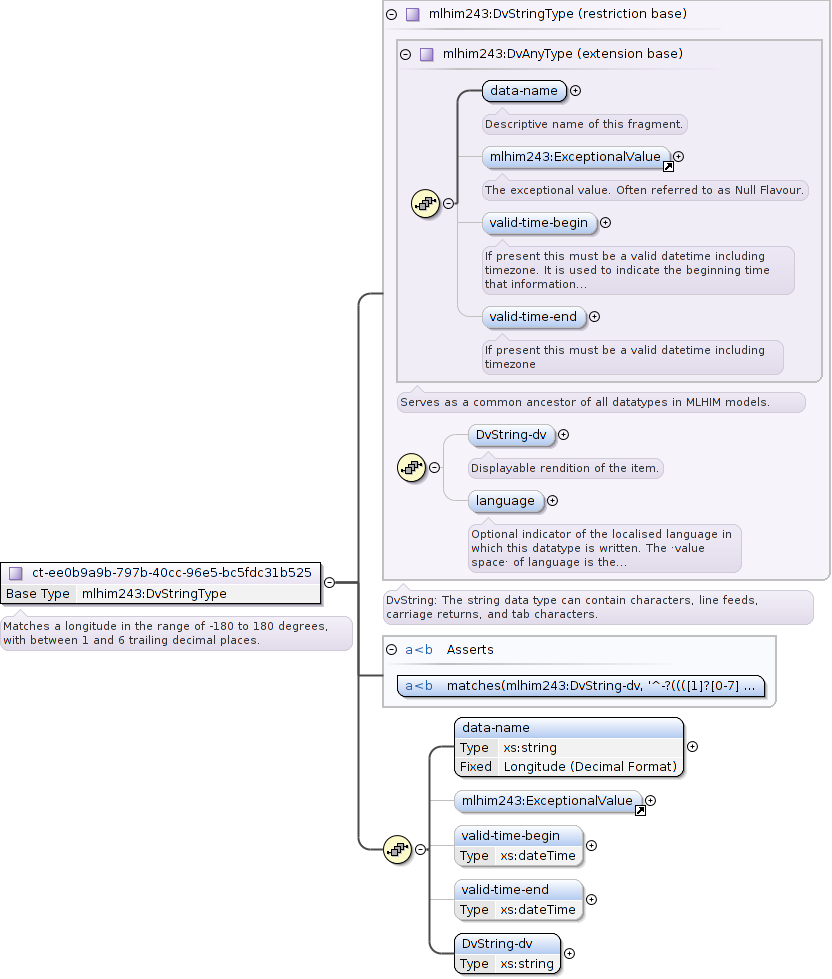 mlhim243:DvStringType (restriction base)
mlhim243:DvAnyType (extension base)
data-name
Descriptive name of this fragment.
mlhim243:ExceptionalValue
The exceptional value. Often referred to as Null Flavour.
valid-time-begin
If present this must be a valid datetime including
timezone. It is used to indicate the beginning time
that information...
valid-time-end
If present this must be a valid datetime including
timezone
Serves as a common ancestor of all datatypes in MLHIM models.
DvString-dv
Displayable rendition of the item.
language
Optional indicator of the localised language in
which this datatype is written. The ·value
space· of language is the...
DvString: The string data type can contain characters, line feeds,
carriage returns, and tab characters.
ct-ee0b9a9b-797b-40cc-96e5-bc5fdc31b525
Base Type mlhim243:DvStringType
Matches a longitude in the range of -180 to 180 degrees,
with between 1 and 6 trailing decimal places.
a<b Asserts
a<b matches(mlhim243:DvString-dv, '^-?((([1]?[0-7] ...
data-name
Type xs:string
Fixed Longitude (Decimal Format)
mlhim243:ExceptionalValue
valid-time-begin
Type xs:dateTime
valid-time-end
Type xs:dateTime
DvString-dv
Type xs:string